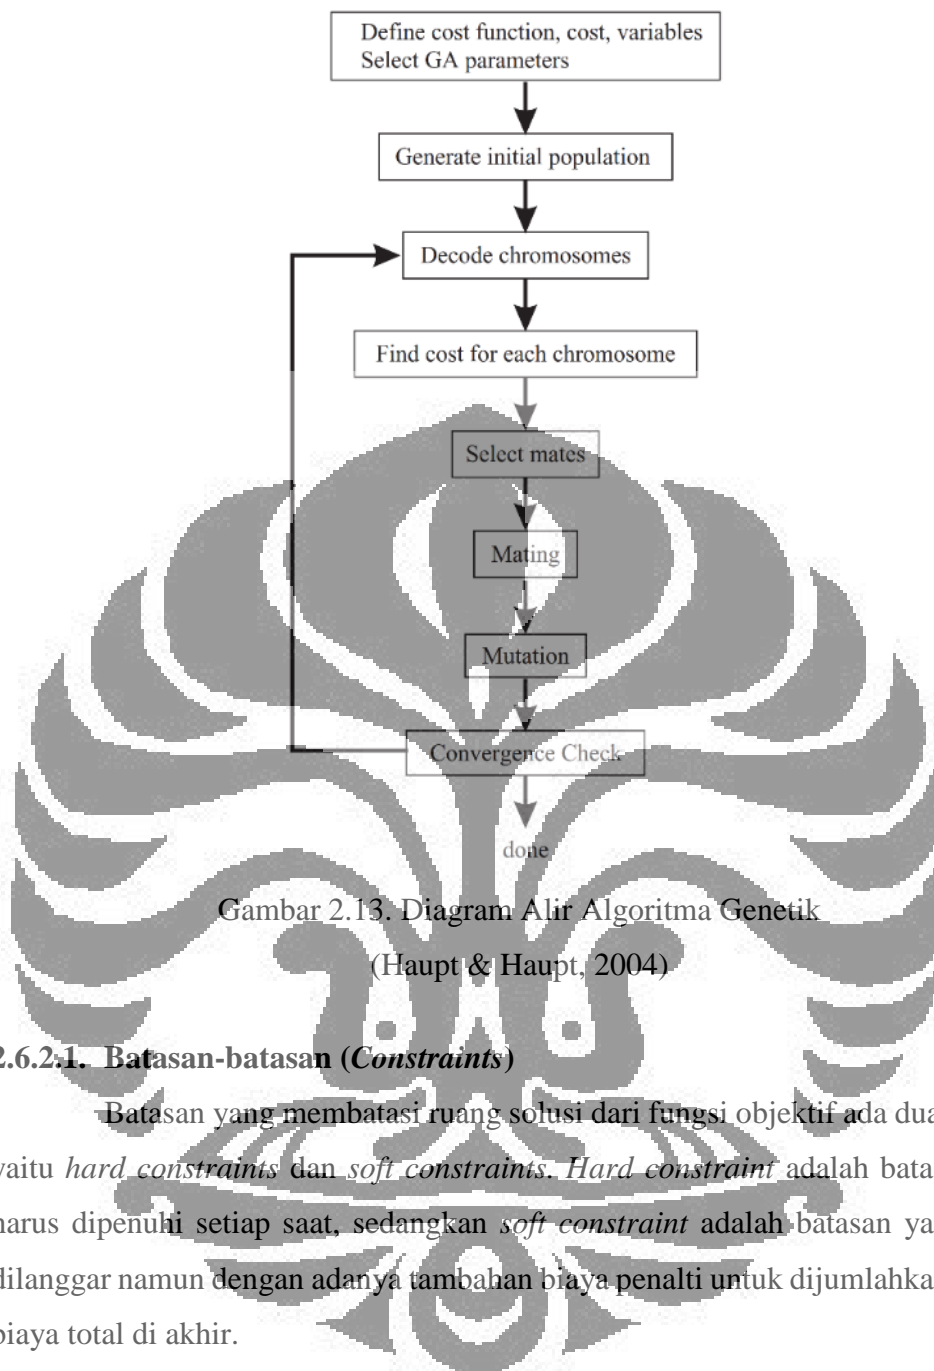 Define cost function, cost, variables
Select GA parameters
Generate initial population
Decode chromosomes
Find cost for each chromosome
Select mates
Mating
Mutation
Convergence Check
done
Gambar 2.13. Diagram Alir Algoritma Genetik
(Haupt & Haupt, 2004)
2.6.2.1. Batasan-batasan (Constraints)
Batasan yang membatasi ruang solusi dari fungsi objektif ada dua
yaitu hard constraints dan soft constraints. Hard constraint adalah bata
harus dipenuhi setiap saat, sedangkan soft constraint adalah batasan ya
dilanggar namun dengan adanya tambahan biaya penalti untuk dijumlahka
biaya total di akhir.